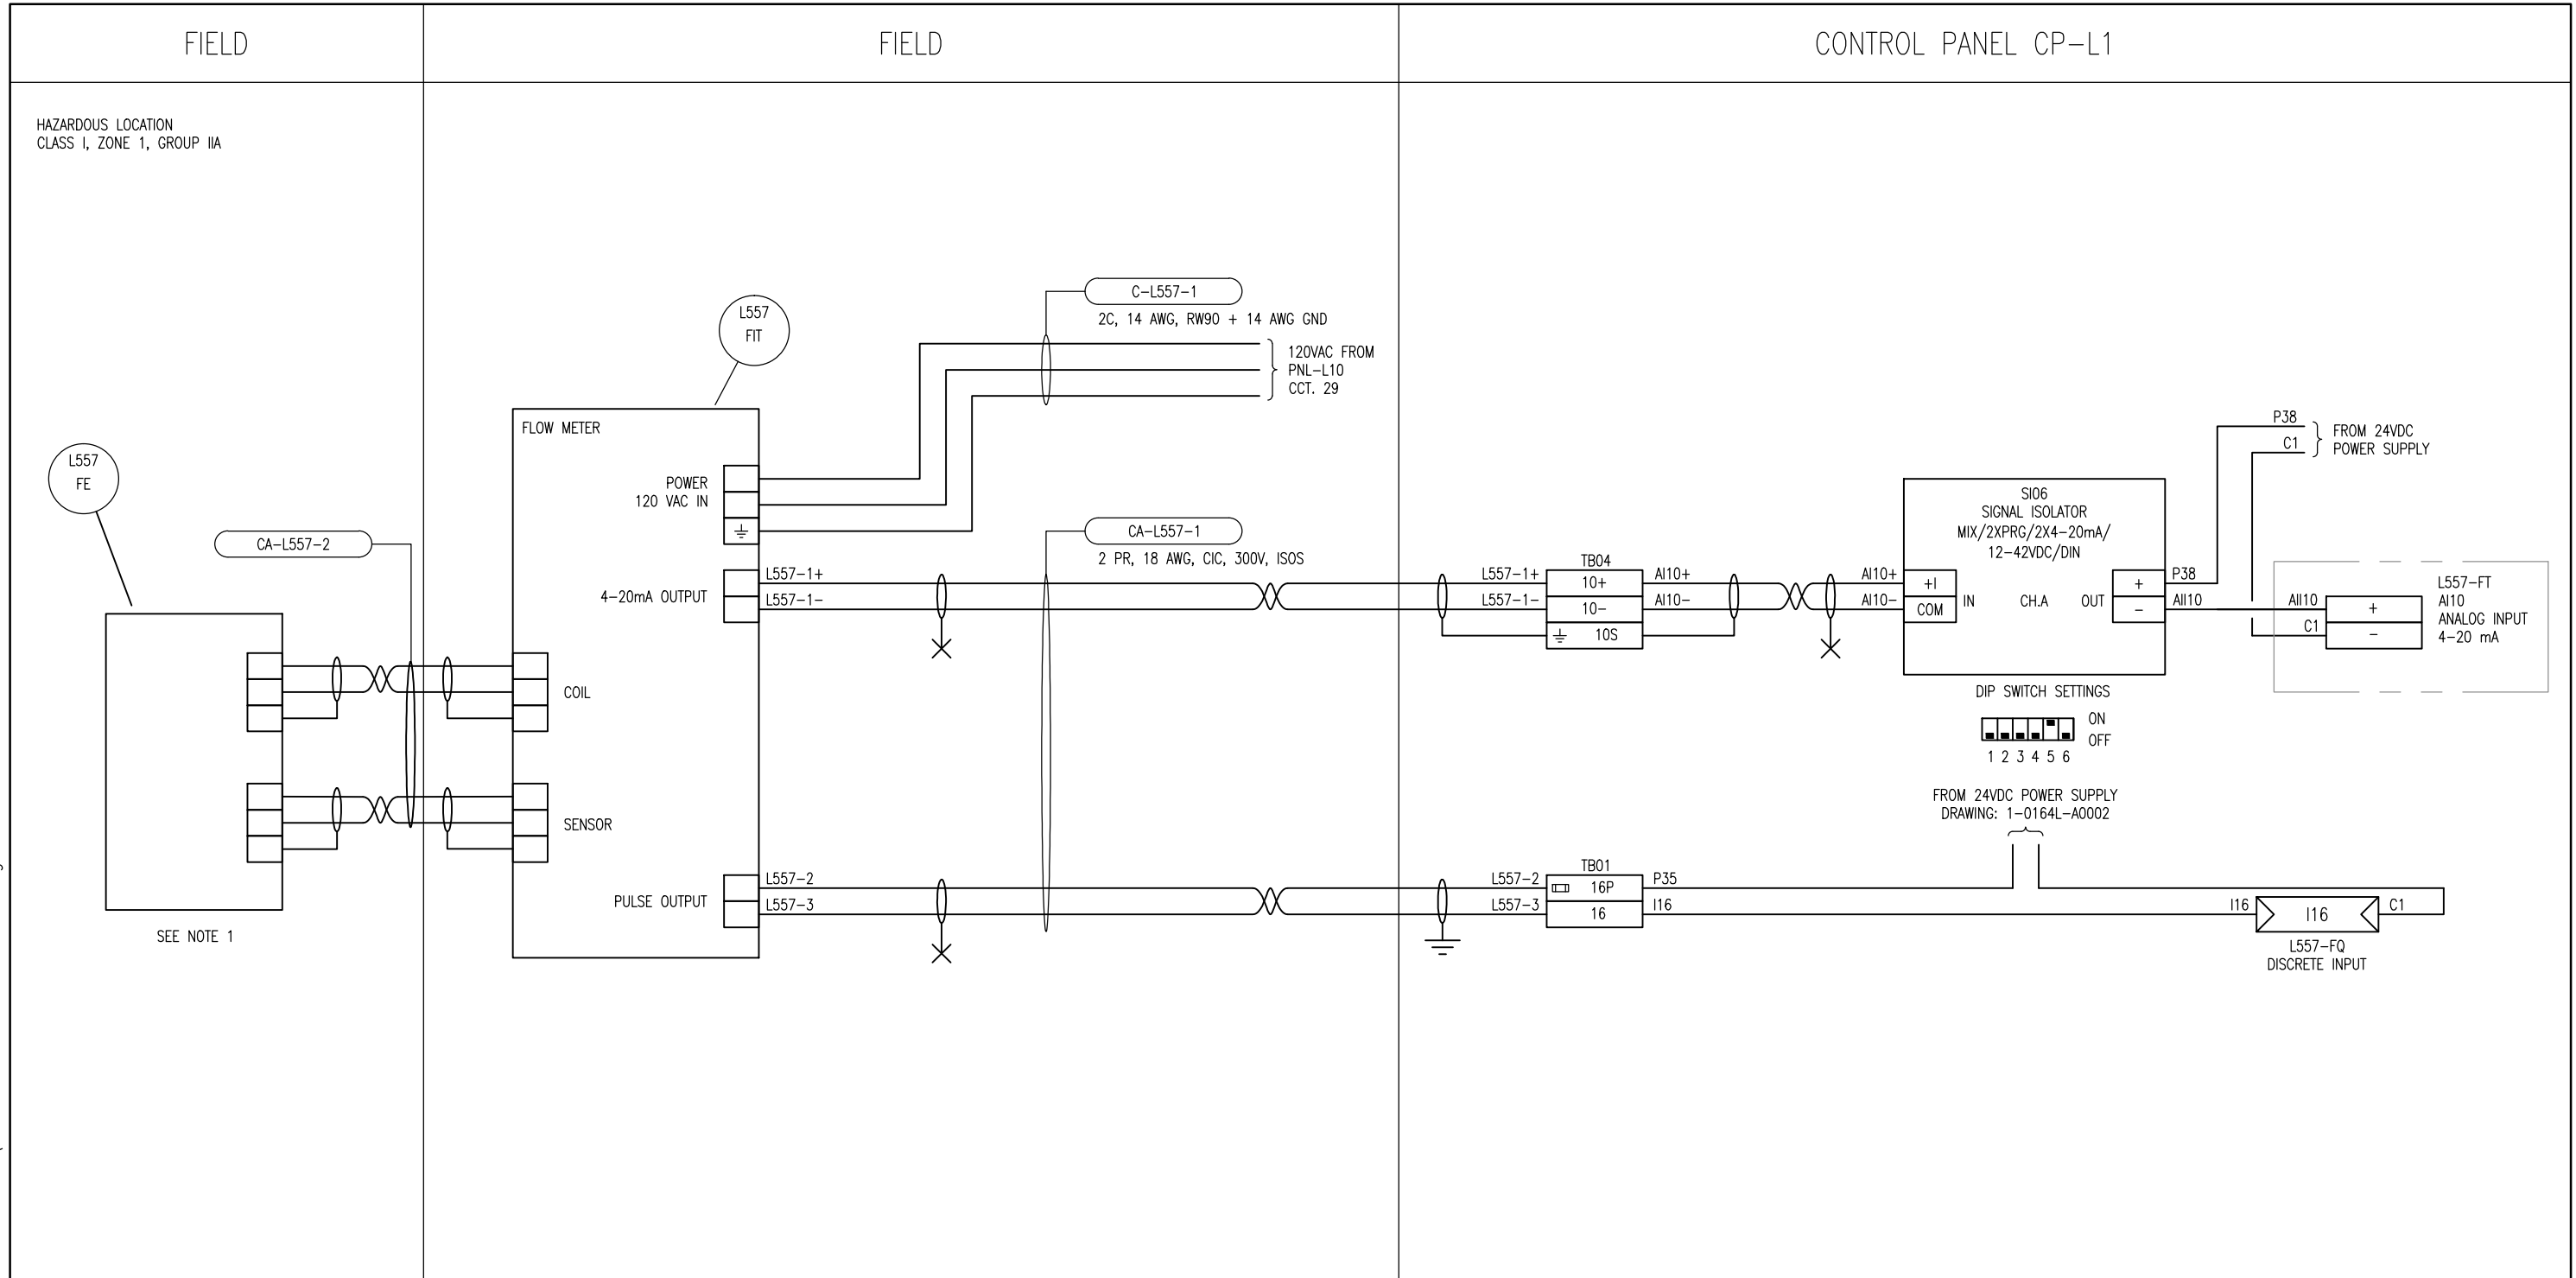 FIELD
FIELD
CONTROL PANEL CP-L1
HAZARDOUS LOCATION
CLASS I, ZONE 1, GROUP IIA
L557
FE
CA-L557-2
SEE NOTE 1
L557
FIT
C-L557-1
2C, 14 AWG, RW90 + 14 AWG GND
120VAC FROM
PNL-L10
CCT. 29
FLOW METER
POWER
120 VAC IN
4-20mA OUTPUT
COIL
SENSOR
PULSE OUTPUT
CA-L557-1
2 PR, 18 AWG, CIC, 300V, ISOS
L557-1+
L557-1-
L557-2
L557-3
L557-1+
L557-1-
TB04
10+
10-
10S
AI10+
AI10-
AI10+
AI10-
SI06
SIGNAL ISOLATOR
MIX/2XPRG/2X4-20mA/
12-42VDC/DIN
+I
COM
IN
CH.A
OUT
+
-
P38
AII10
P38
C1
FROM 24VDC
POWER SUPPLY
AII10
C1
+
-
L557-FT
AI10
ANALOG INPUT
4-20 mA
DIP SWITCH SETTINGS
ON
OFF
1 2 3 4 5 6
FROM 24VDC POWER SUPPLY
DRAWING: 1-0164L-A0002
L557-2
L557-3
TB01
16P
16
P35
I16
I16
I16
C1
L557-FQ
DISCRETE INPUT